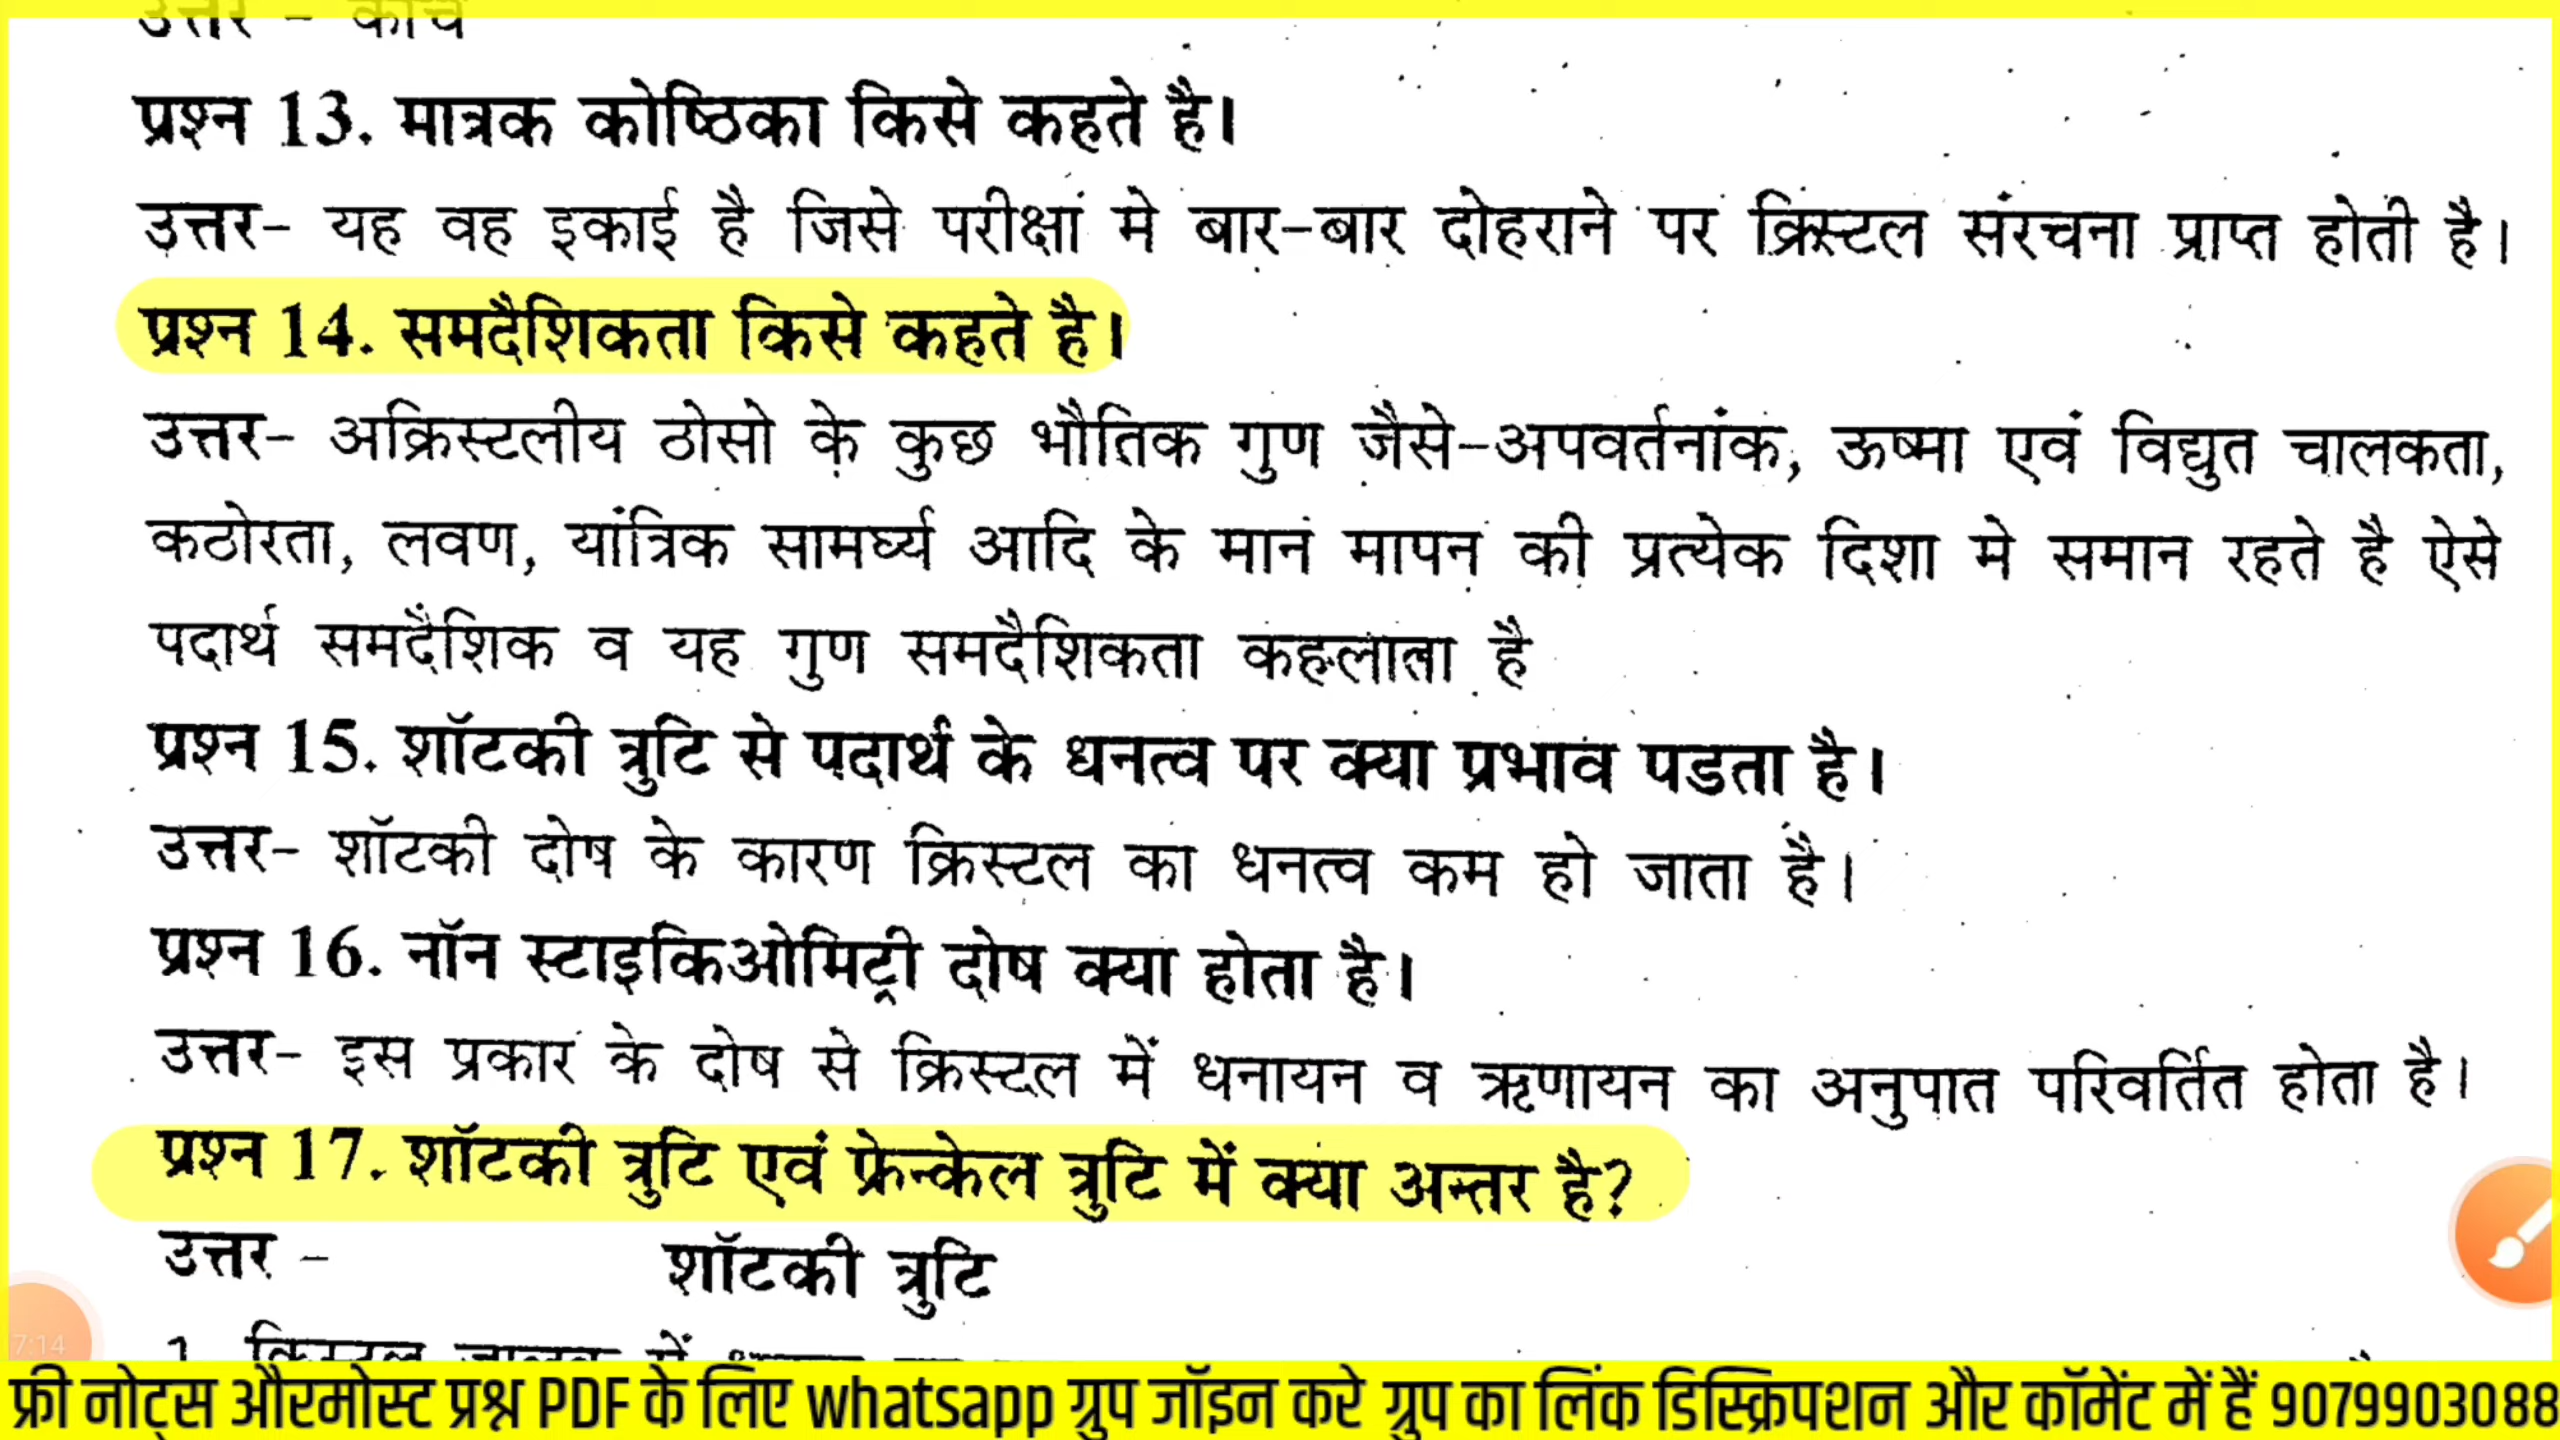 उत्तर - काँच
प्रश्न 13. मात्रक कोष्ठिका किसे कहते है।
उत्तर- यह वह इकाई है जिसे परीक्षा मे बार-बार दोहराने पर क्रिस्टल संरचना प्राप्त होती है।
प्रश्न 14. समदैशिकता किसे कहते है।
उत्तर- अक्रिस्टलीय ठोसो के कुछ भौतिक गुण जैसे-अपवर्तनांक, ऊष्मा एवं विद्युत चालकता,
कठोरता, लवण, यांत्रिक सामर्घ्य आदि के मान मापन की प्रत्येक दिशा मे समान रहते है ऐसे
पदार्थ समदैंशिक व यह गुण समदैशिकता कहलाता है
प्रश्न 15. शॉटकी त्रुटि से पदार्थ के धनत्व पर क्या प्रभाव पडता है।
उत्तर- शॉटकी दोष के कारण क्रिस्टल का धनत्व कम हो जाता है।
प्रश्न 16. नॉन स्टाइकिओमिट्री दोष क्या होता है।
उत्तर- इस प्रकार के दोष से क्रिस्टल में धनायन व ऋणायन का अनुपात परिवर्तित होता है।
प्रश्न 17. शॉटकी त्रुटि एवं फ्रेन्केल त्रुटि में क्या अन्तर है?
उत्तर - शॉटकी त्रुटि
7:14
फ्री नोट्स औरमोस्ट प्रश्न PDF के लिए whatsapp ग्रुप जॉइन करे ग्रुप का लिंक डिस्क्रिपशन और कॉमेंट में हैं 9079903088